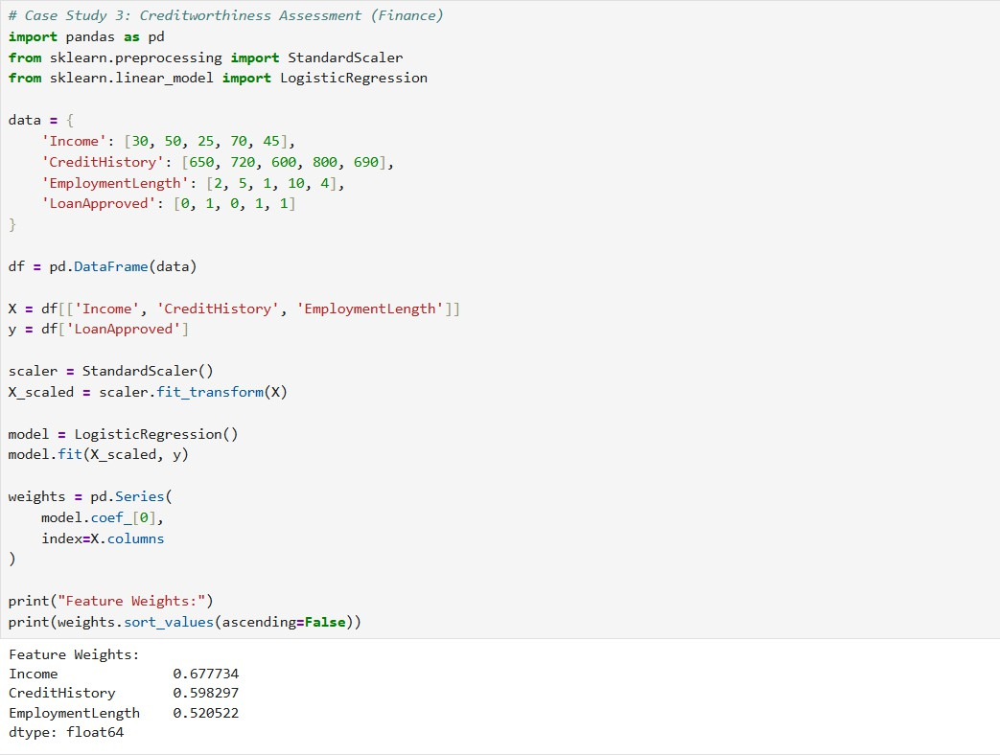 # Case Study 3: Creditworthiness Assessment (Finance)
import pandas as pd
from sklearn.preprocessing import StandardScaler
from sklearn.linear_model import LogisticRegression

data = {
    'Income': [30, 50, 25, 70, 45],
    'CreditHistory': [650, 720, 600, 800, 690],
    'EmploymentLength': [2, 5, 1, 10, 4],
    'LoanApproved': [0, 1, 0, 1, 1]
}

df = pd.DataFrame(data)

X = df[['Income', 'CreditHistory', 'EmploymentLength']]
y = df['LoanApproved']

scaler = StandardScaler()
X_scaled = scaler.fit_transform(X)

model = LogisticRegression()
model.fit(X_scaled, y)

weights = pd.Series(
    model.coef_[0],
    index=X.columns
)

print("Feature Weights:")
print(weights.sort_values(ascending=False))
Feature Weights:
Income              0.677734
CreditHistory       0.598297
EmploymentLength    0.520522
dtype: float64